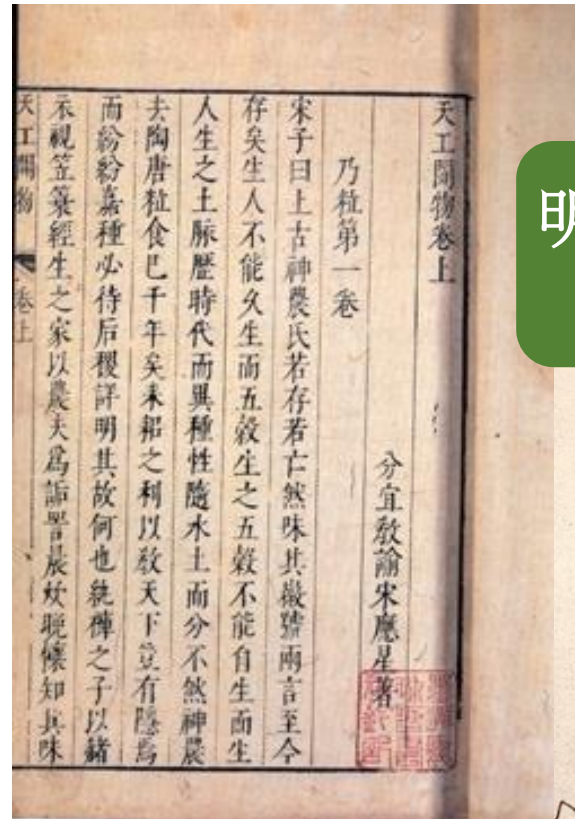 天工開物卷上
分宜教諭宋應星著
乃粒第一卷
宋子曰上古神農氏若存若亡然味其徽號兩言至今
存矣生人不能久生而五穀生之五穀不能自生而生
人生之土脈歷時代而異種性隨水土而分不然神農
去陶唐粒食已千年矣耒耜之利以教天下豈有隱焉
而紛紛嘉種必待后稷詳明其故何也紈褲之子以赭
衣視笠簑經生之家以農夫爲詬詈晨炊晚饟知其味
天工開物 卷上
明